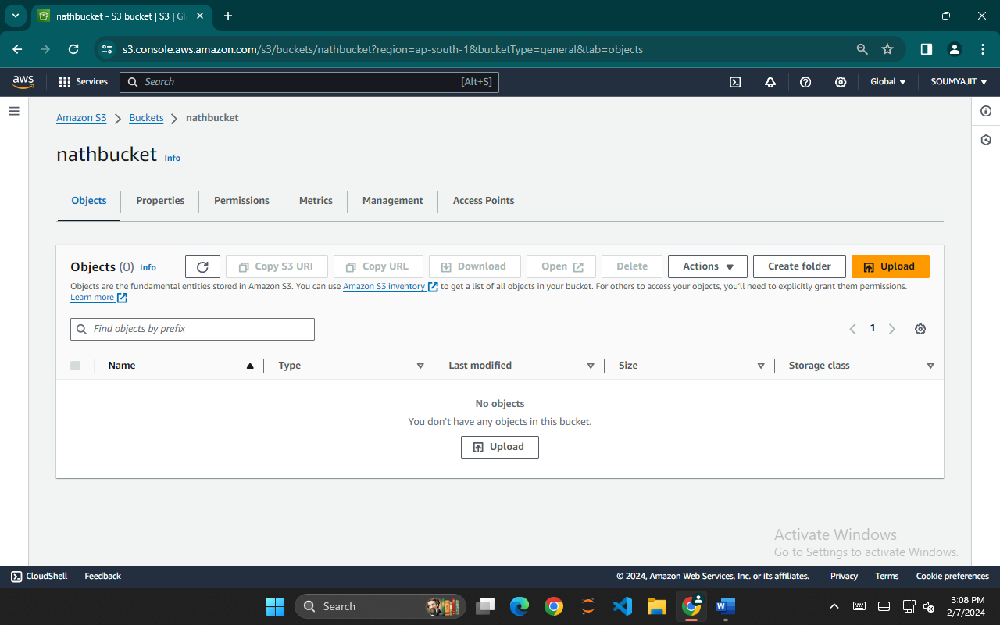 nathbucket - S3 bucket | S3 | Gl
s3.console.aws.amazon.com/s3/buckets/nathbucket?region=ap-south-1&bucketType=general&tab=objects
aws
Services
Search
[Alt+S]
Global
SOUMYAJIT
Amazon S3
Buckets
nathbucket
nathbucket Info
Objects
Properties
Permissions
Metrics
Management
Access Points
Objects (0) Info
Copy S3 URI
Copy URL
Download
Open
Delete
Actions
Create folder
Upload
Objects are the fundamental entities stored in Amazon S3. You can use Amazon S3 inventory to get a list of all objects in your bucket. For others to access your objects, you'll need to explicitly grant them permissions.
Learn more
Find objects by prefix
1
Name
Type
Last modified
Size
Storage class
No objects
You don't have any objects in this bucket.
Upload
Activate Windows
Go to Settings to activate Windows.
CloudShell
Feedback
© 2024, Amazon Web Services, Inc. or its affiliates.
Privacy
Terms
Cookie preferences
Search
W
3:08 PM
2/7/2024